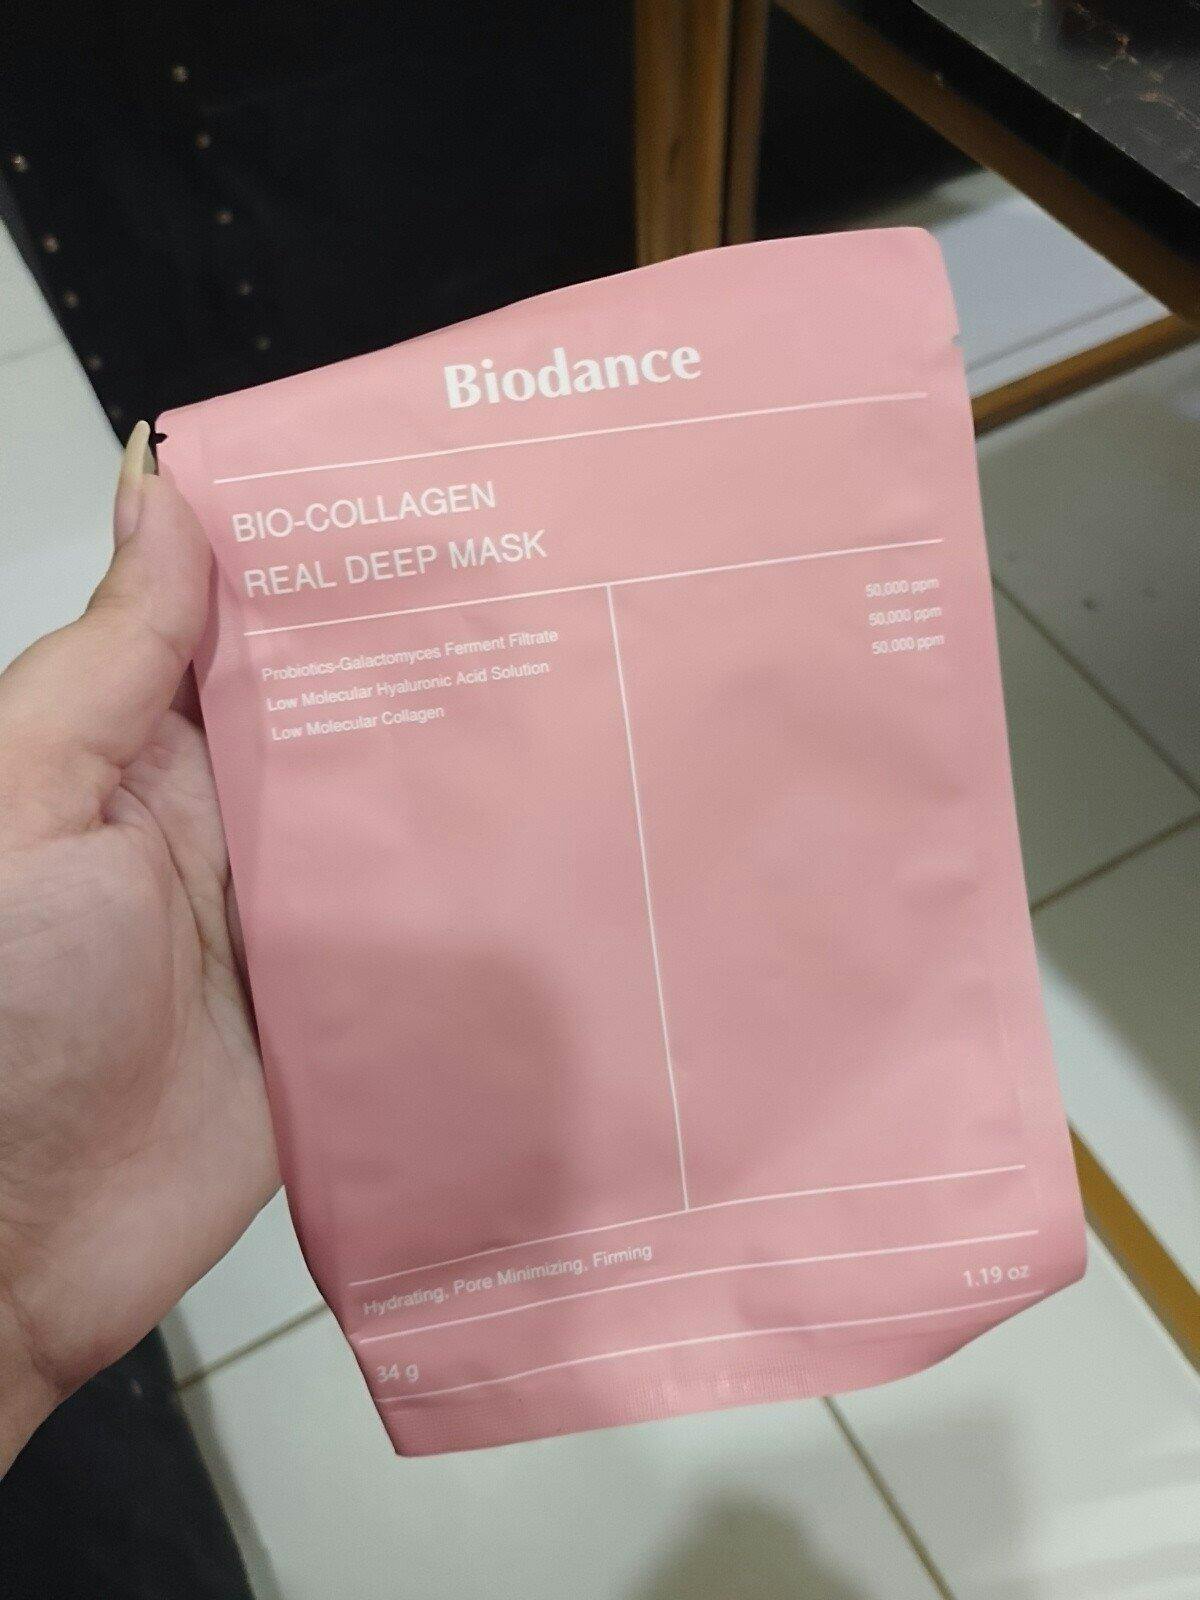 Biodance
BIO-COLLAGEN
REAL DEEP MASK
Probiotics-Galactomyces Ferment Filtrate 50,000 ppm
Low Molecular Hyaluronic Acid Solution 50,000 ppm
Low Molecular Collagen 50,000 ppm
Hydrating, Pore Minimizing, Firming
34 g 1.19 oz